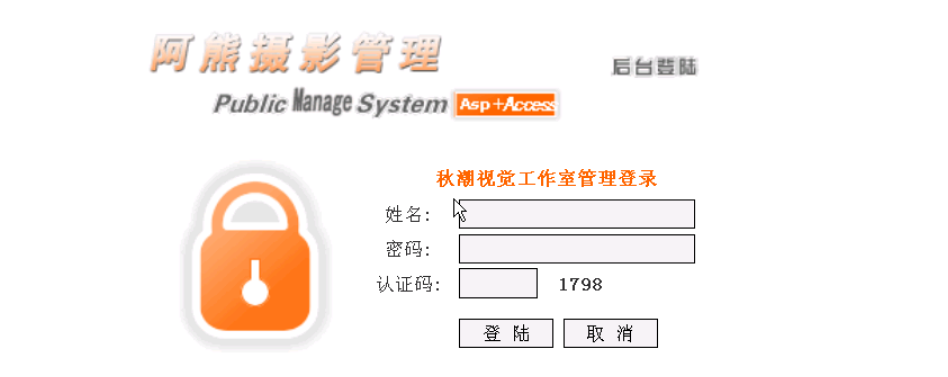 阿熊摄影管理
后台登陆
Public Manage System Asp+Access
秋潮视觉工作室管理登录
姓名:
密码:
认证码: 1798
登 陆 取 消